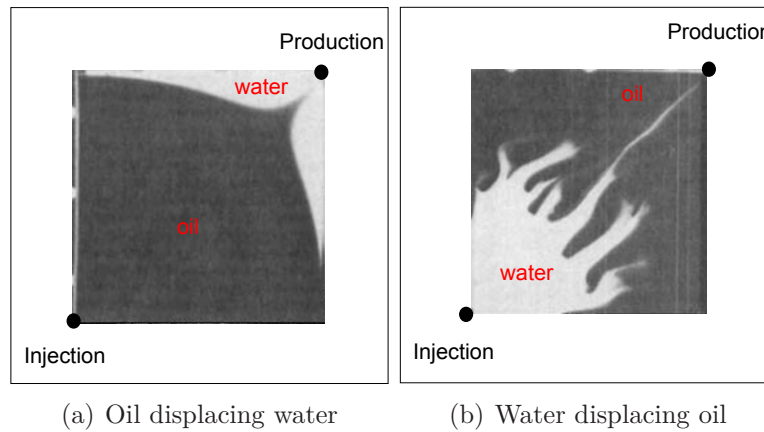 Production
water
oil
Injection
(a) Oil displacing water
Production
oil
water
Injection
(b) Water displacing oil